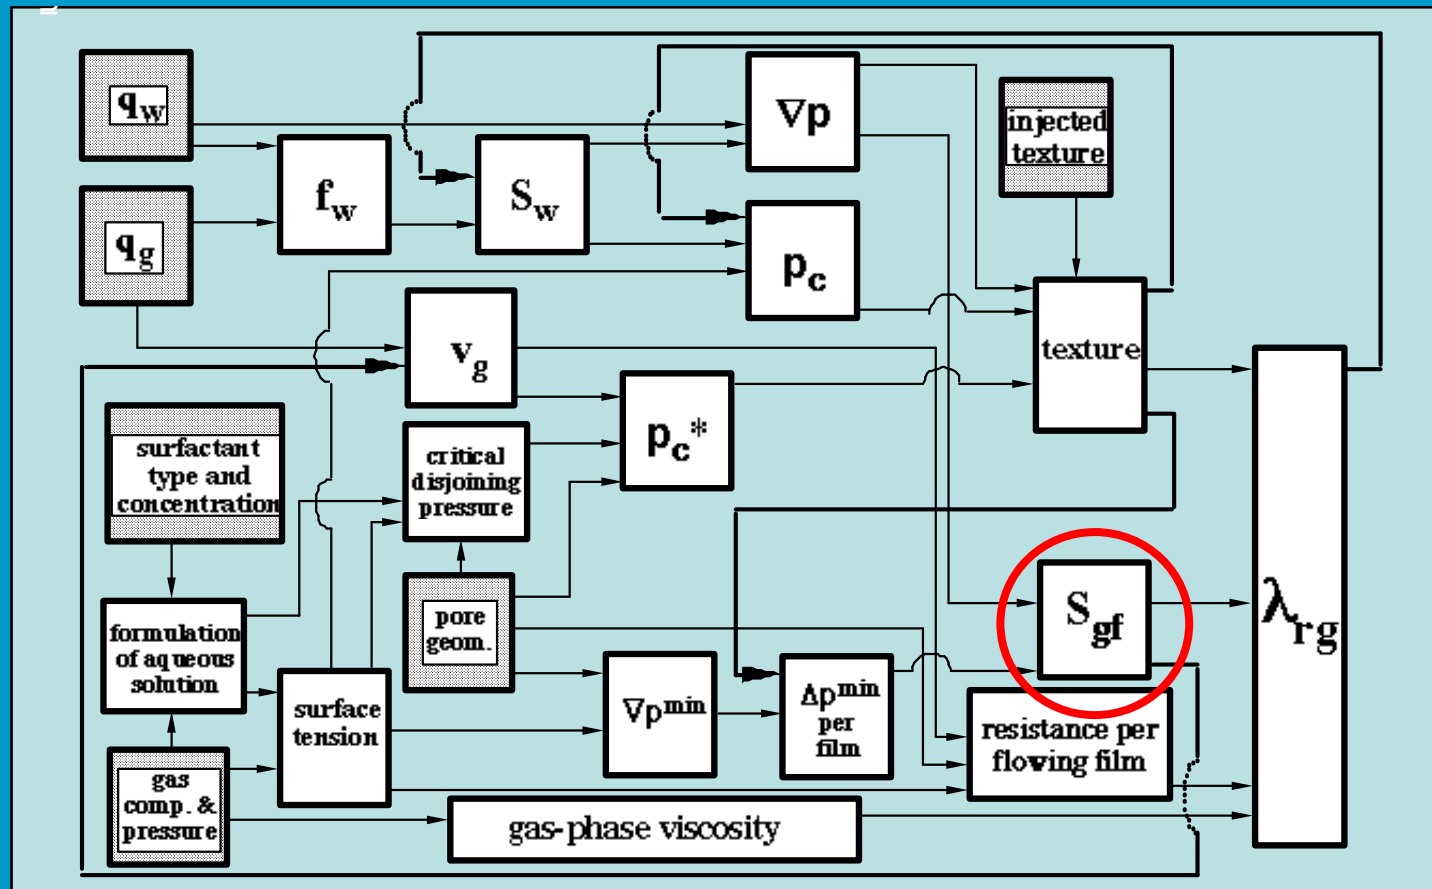 q_w
∇p
injected
texture
f_w
S_w
q_g
p_c
v_g
texture
p_c*
surfactant
type and
concentration
critical
disjoining
pressure
S_gf
λ_rg
pore
geom.
formulation
of aqueous
solution
surface
tension
∇p^min
Δp^min
per
film
resistance per
flowing film
gas
comp. &
pressure
gas-phase viscosity